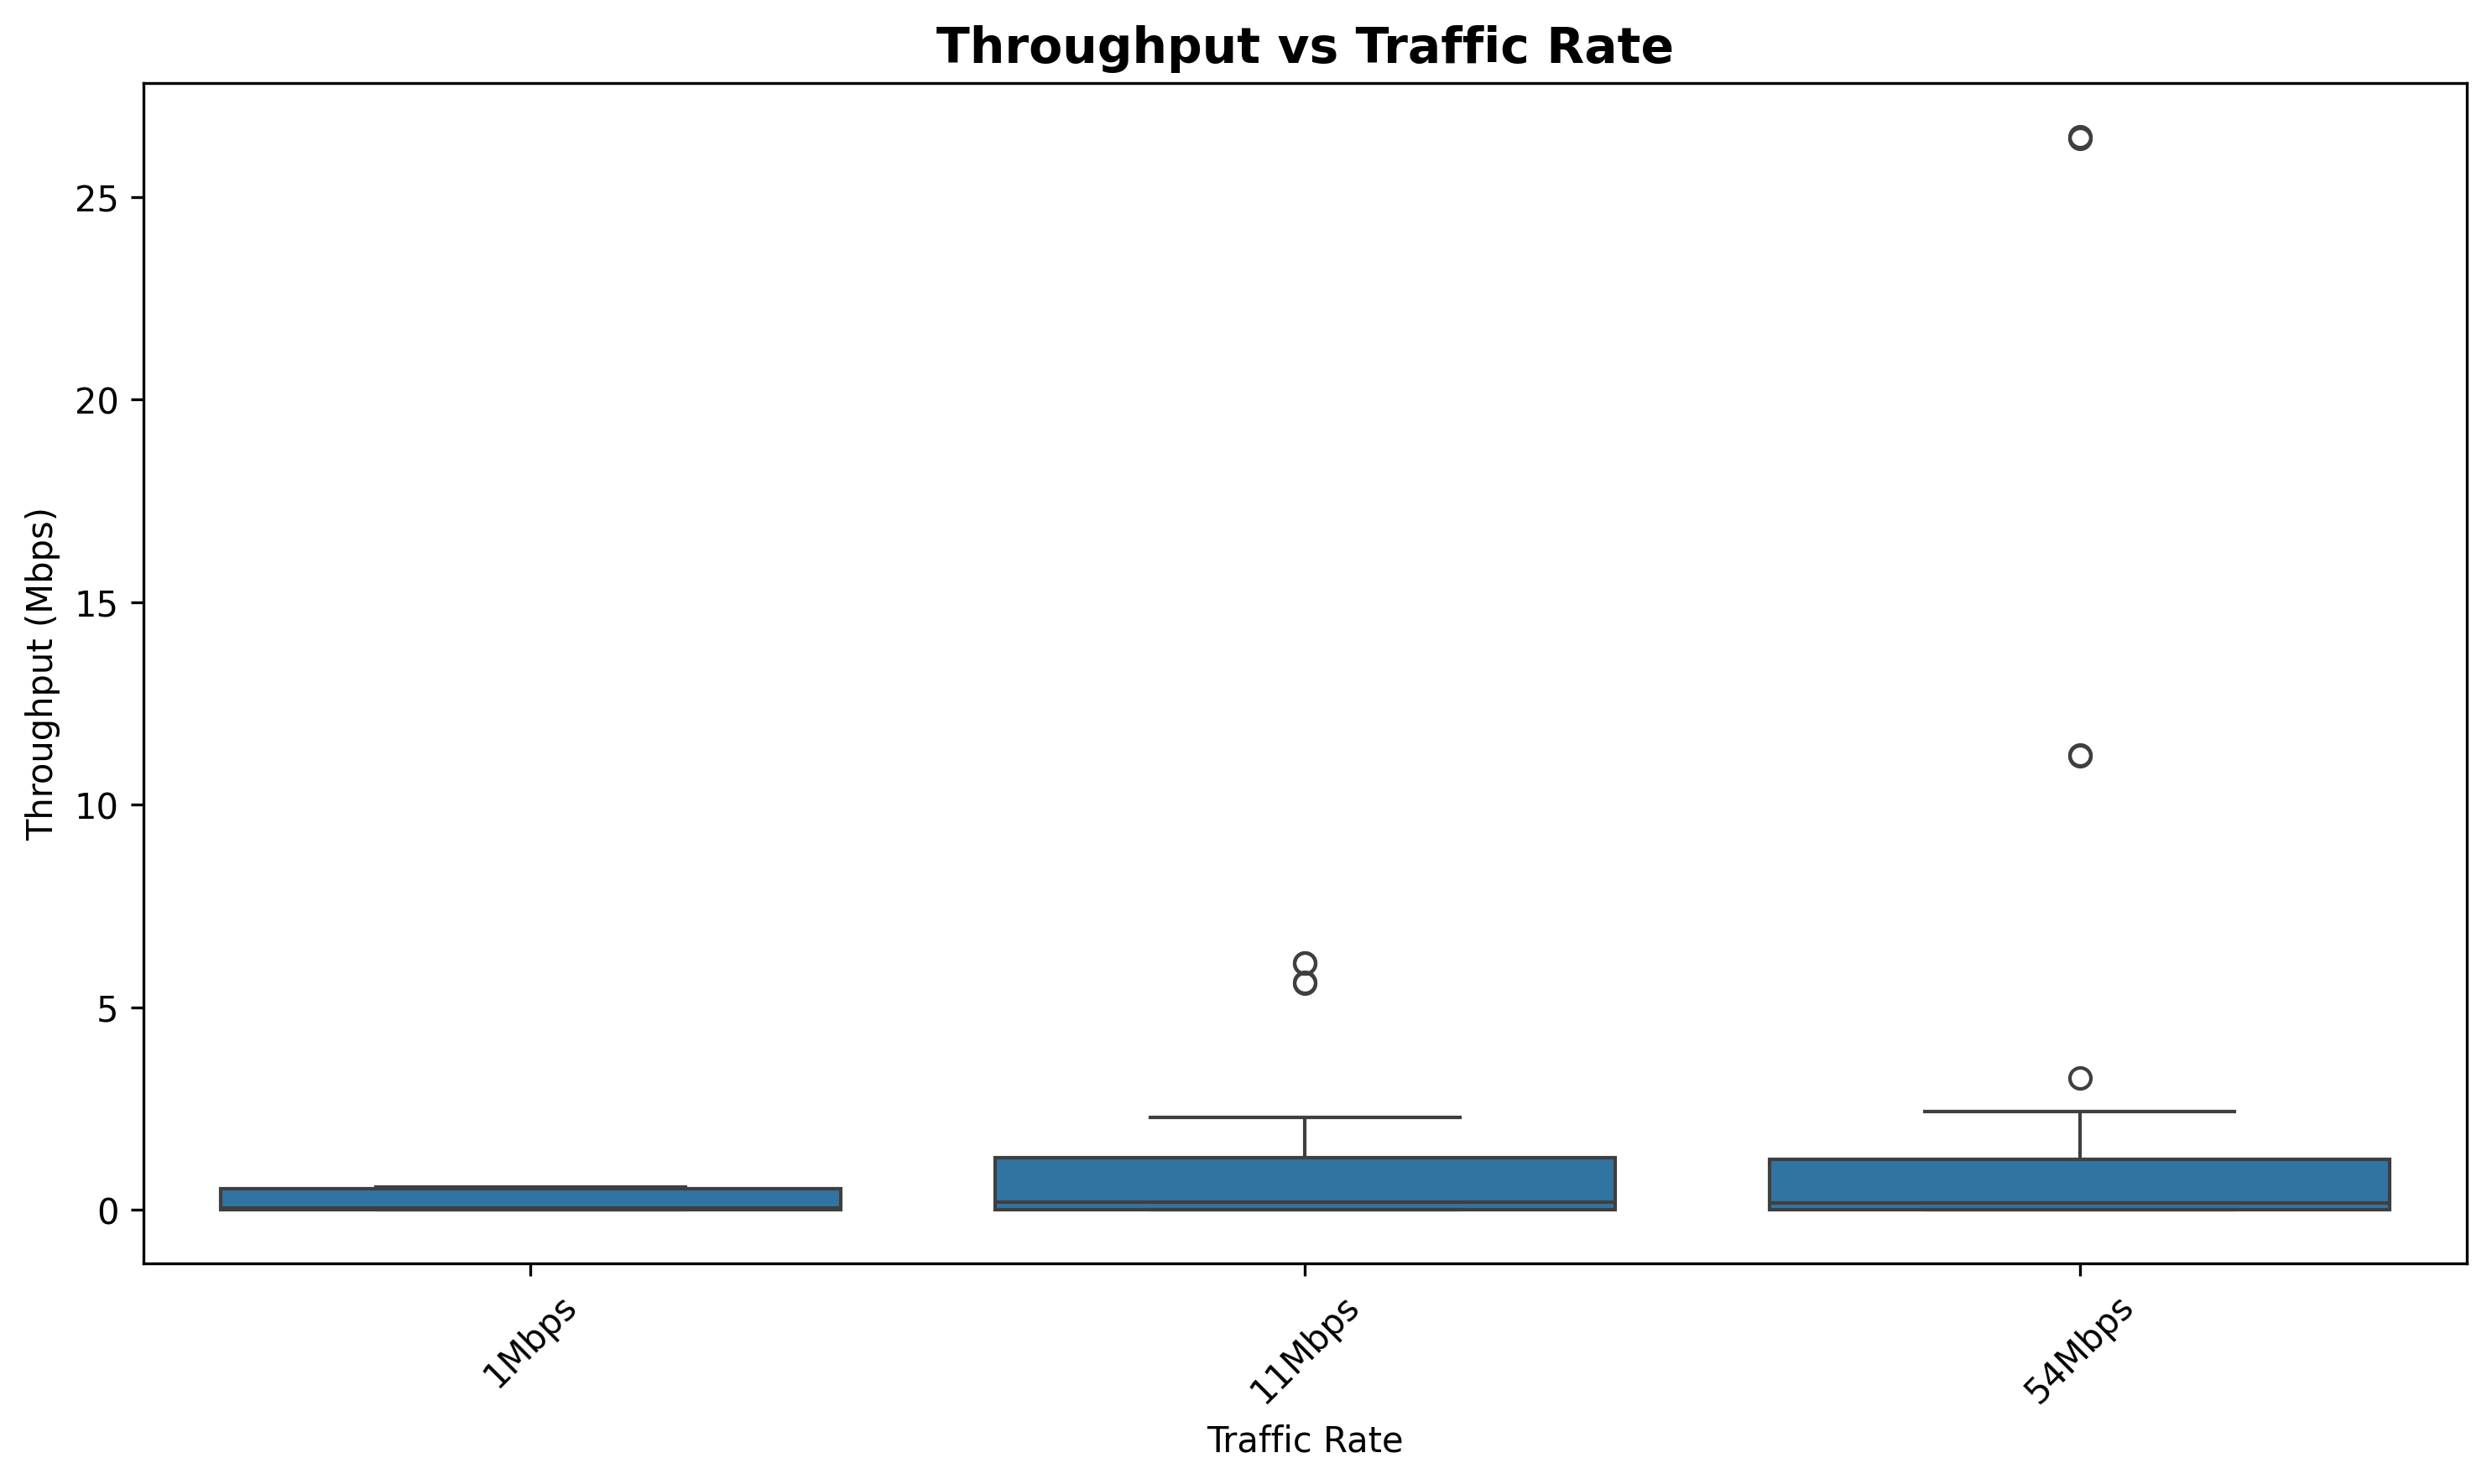 Throughput vs Traffic Rate
Throughput (Mbps)
25
20
15
10
5
0
1Mbps
11Mbps
54Mbps
Traffic Rate